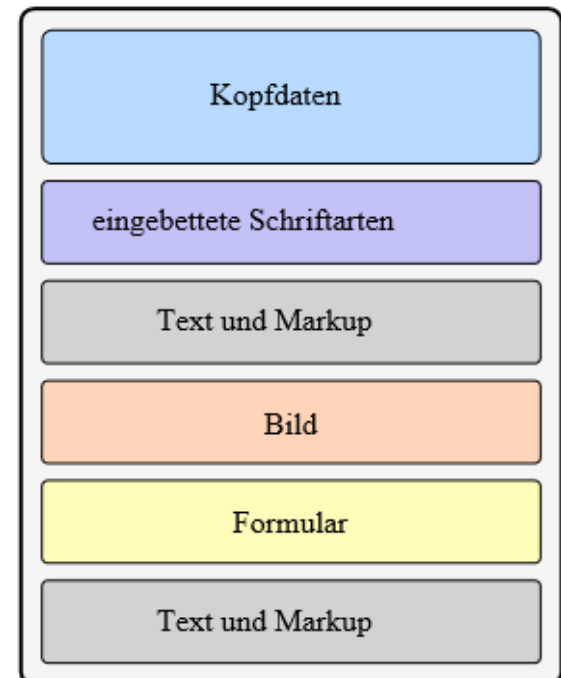 Kopfdaten
eingebettete Schriftarten
Text und Markup
Bild
Formular
Text und Markup